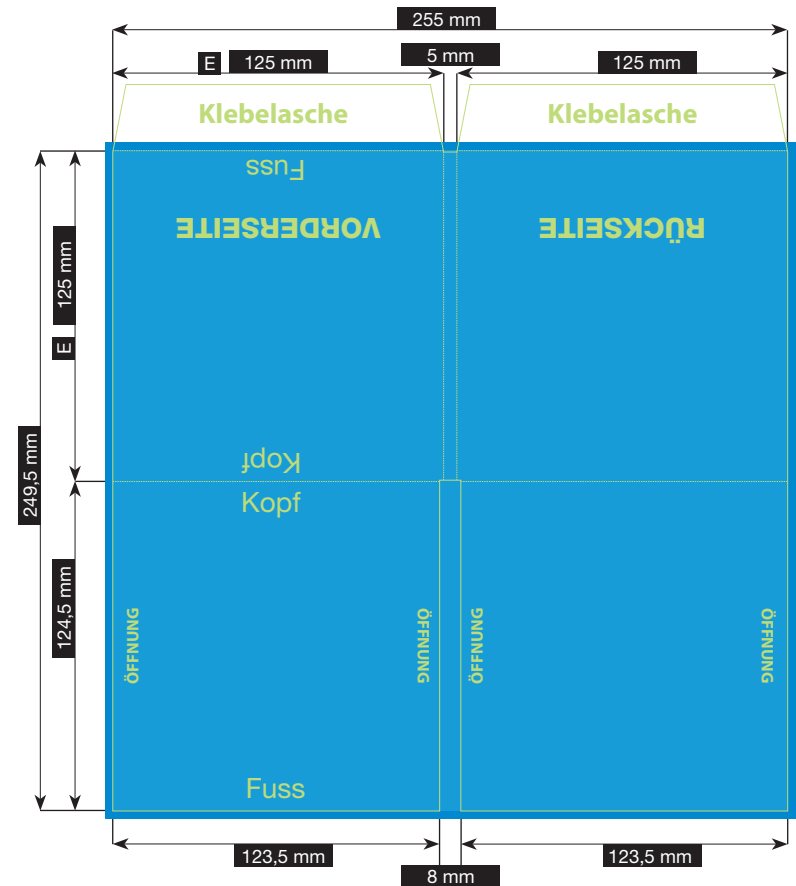 255 mm
E 125 mm 5 mm 125 mm
Klebelasche Klebelasche
Fuss
VORDERSEITE RÜCKSEITE
125 mm
E
Kopf
249,5 mm
Kopf
124,5 mm
ÖFFNUNG ÖFFNUNG ÖFFNUNG ÖFFNUNG
Fuss
123,5 mm 123,5 mm
8 mm